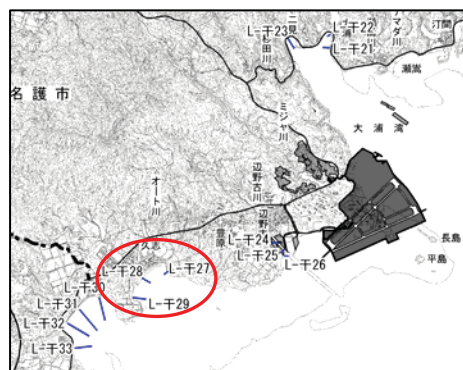 二見
L-干23
L-干22
L-干21
マダ川
汀間
瀬嵩
名護市
大浦湾
ミジャ川
オート川
辺野古川
辺野古
豊原
久志
L-干24
L-干25
L-干26
長島
平島
L-干27
L-干28
L-干29
L-干30
L-干31
L-干32
L-干33